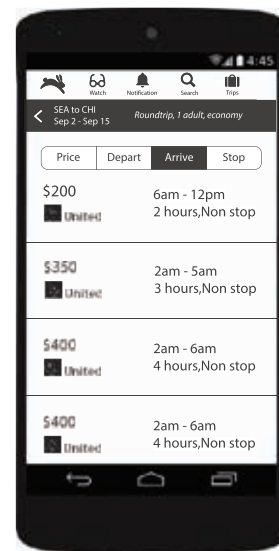 4:45
Watch Notification Search Trips
SEA to CHI
Sep 2 - Sep 15
Roundtrip, 1 adult, economy
Price Depart Arrive Stop
$200
6am - 12pm
United
2 hours,Non stop
$350
2am - 5am
United
3 hours,Non stop
$400
2am - 6am
United
4 hours,Non stop
$400
2am - 6am
United
4 hours,Non stop